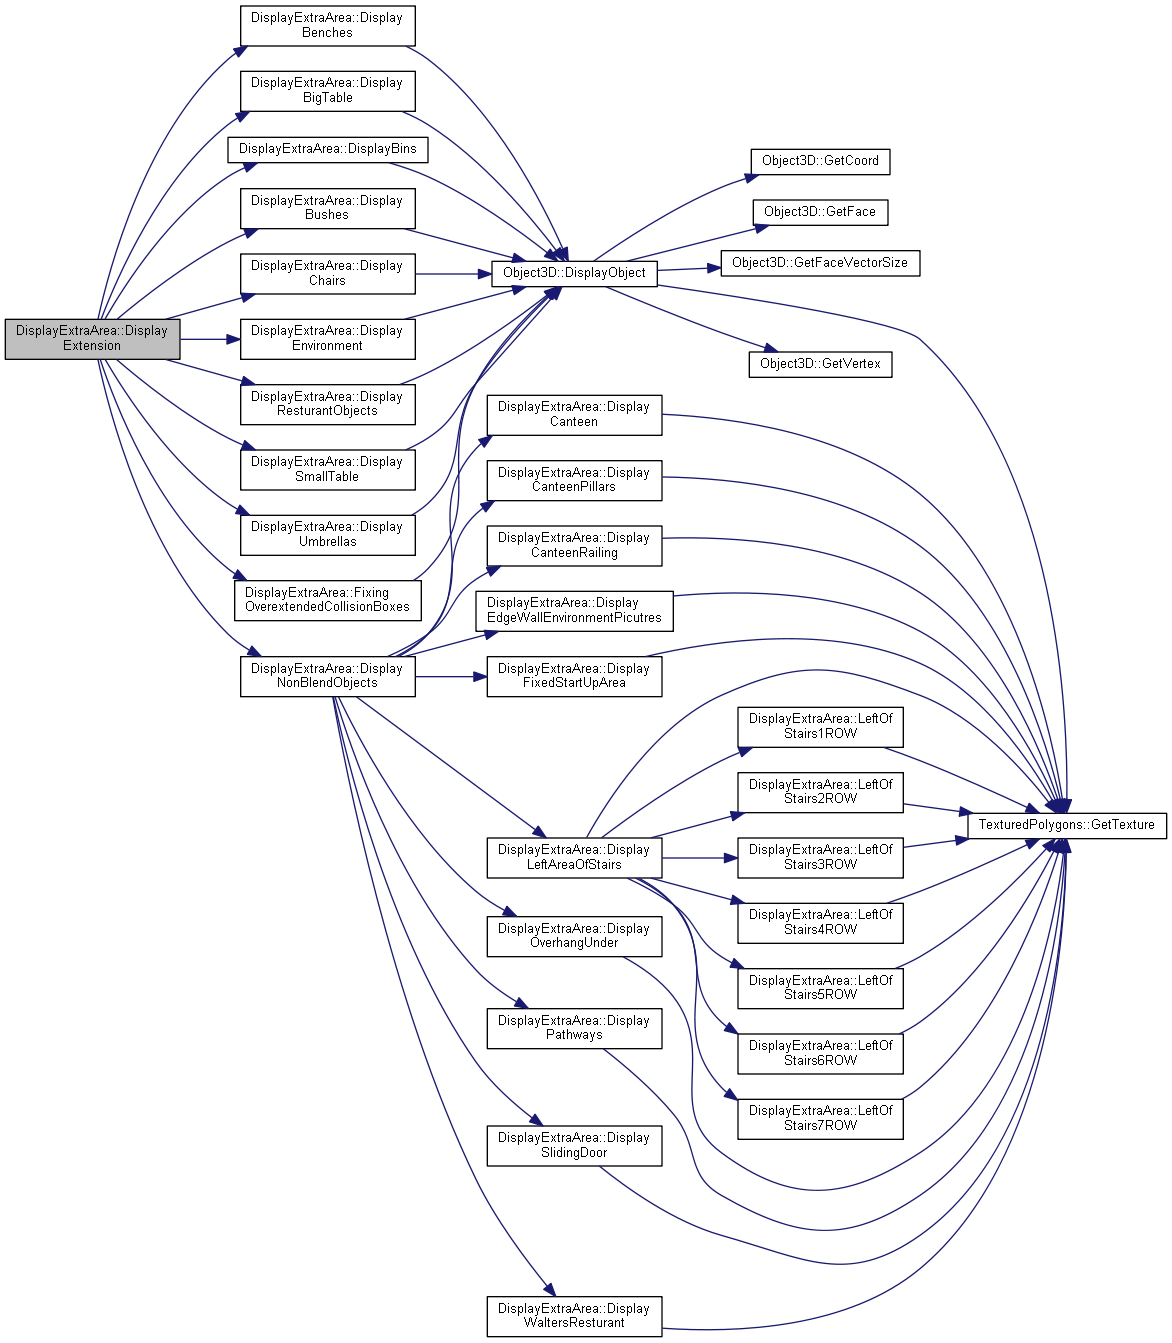 DisplayExtraArea::Display
Extension
DisplayExtraArea::Display
Benches
DisplayExtraArea::Display
BigTable
DisplayExtraArea::DisplayBins
DisplayExtraArea::Display
Bushes
DisplayExtraArea::Display
Chairs
DisplayExtraArea::Display
Environment
DisplayExtraArea::Display
ResturantObjects
DisplayExtraArea::Display
SmallTable
DisplayExtraArea::Display
Umbrellas
DisplayExtraArea::Fixing
OverextendedCollisionBoxes
DisplayExtraArea::Display
NonBlendObjects
Object3D::DisplayObject
DisplayExtraArea::Display
Canteen
DisplayExtraArea::Display
CanteenPillars
DisplayExtraArea::Display
CanteenRailing
DisplayExtraArea::Display
EdgeWallEnvironmentPicutres
DisplayExtraArea::Display
FixedStartUpArea
DisplayExtraArea::Display
LeftAreaOfStairs
DisplayExtraArea::Display
OverhangUnder
DisplayExtraArea::Display
Pathways
DisplayExtraArea::Display
SlidingDoor
DisplayExtraArea::Display
WaltersResturant
Object3D::GetCoord
Object3D::GetFace
Object3D::GetFaceVectorSize
Object3D::GetVertex
DisplayExtraArea::LeftOf
Stairs1ROW
DisplayExtraArea::LeftOf
Stairs2ROW
DisplayExtraArea::LeftOf
Stairs3ROW
DisplayExtraArea::LeftOf
Stairs4ROW
DisplayExtraArea::LeftOf
Stairs5ROW
DisplayExtraArea::LeftOf
Stairs6ROW
DisplayExtraArea::LeftOf
Stairs7ROW
TexturedPolygons::GetTexture